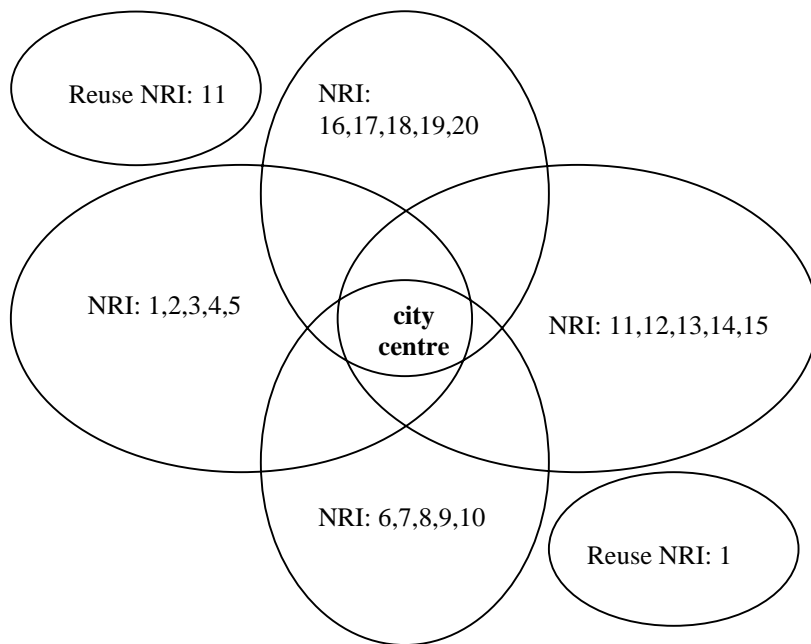 Reuse NRI: 11
NRI:
16,17,18,19,20
NRI: 1,2,3,4,5
city
centre
NRI: 11,12,13,14,15
NRI: 6,7,8,9,10
Reuse NRI: 1